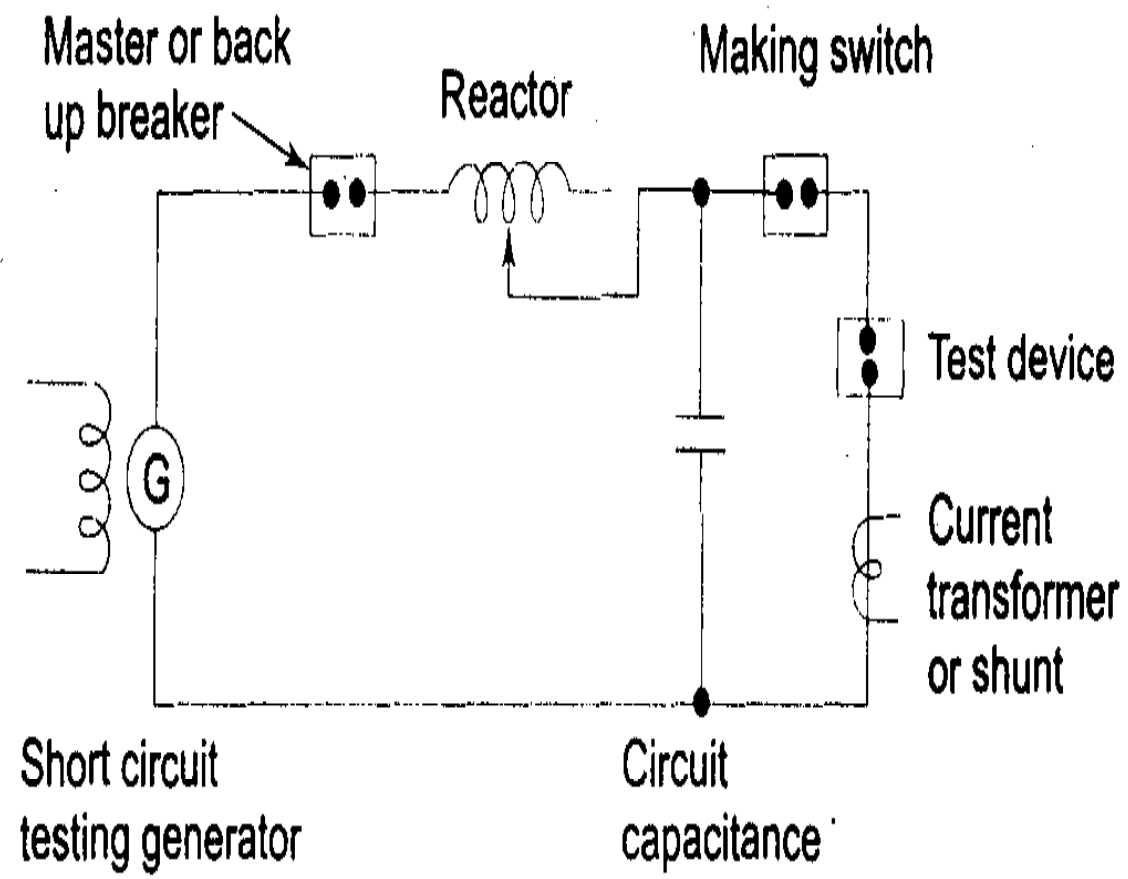 Master or back
up breaker
Reactor
Making switch
Test device
G
Current
transformer
or shunt
Short circuit
testing generator
Circuit
capacitance